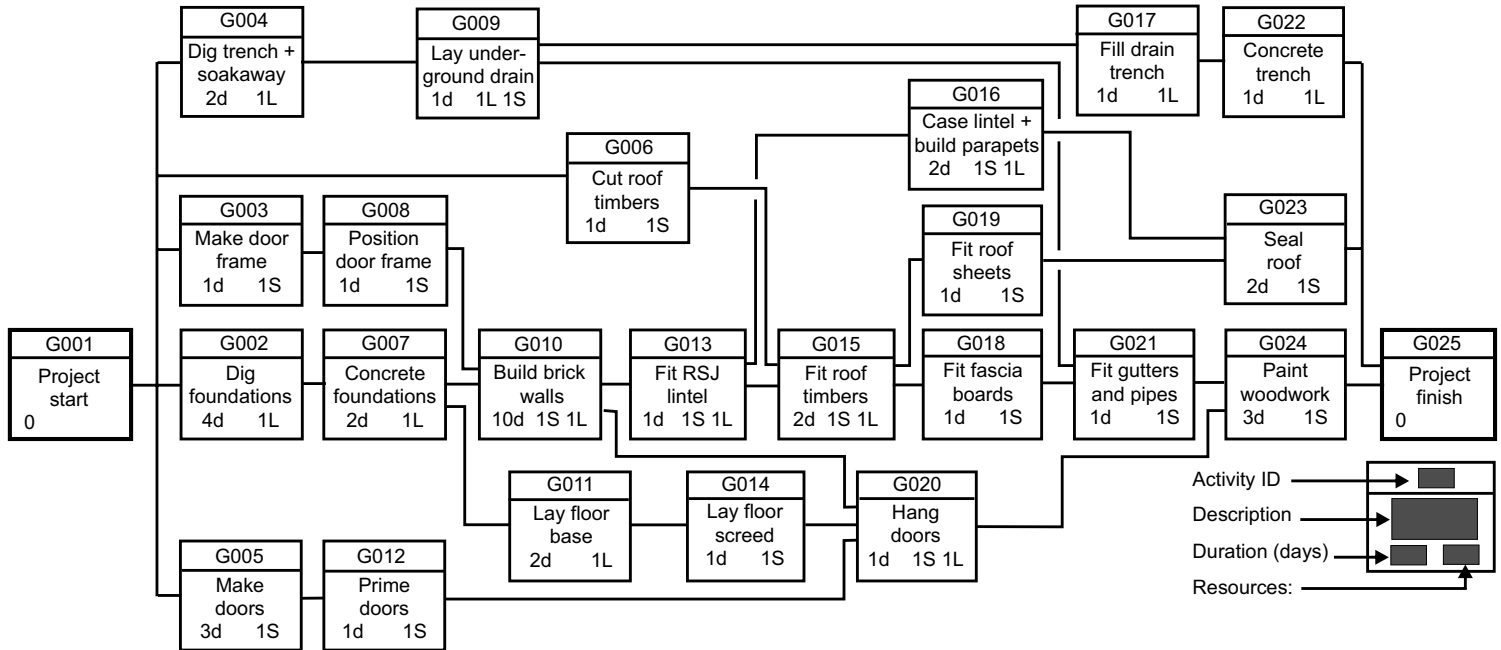 G004
Dig trench +
soakaway
2d 1L
G009
Lay under-
ground drain
1d 1L 1S
G017
Fill drain
trench
1d 1L
G022
Concrete
trench
1d 1L
G016
Case lintel +
build parapets
2d 1S 1L
G006
Cut roof
timbers
1d 1S
G003
Make door
frame
1d 1S
G008
Position
door frame
1d 1S
G019
Fit roof
sheets
1d 1S
G023
Seal
roof
2d 1S
G001
Project
start
0
G002
Dig
foundations
4d 1L
G007
Concrete
foundations
2d 1L
G010
Build brick
walls
10d 1S 1L
G013
Fit RSJ
lintel
1d 1S 1L
G015
Fit roof
timbers
2d 1S 1L
G018
Fit fascia
boards
1d 1S
G021
Fit gutters
and pipes
1d 1S
G024
Paint
woodwork
3d 1S
G025
Project
finish
0
G011
Lay floor
base
2d 1L
G014
Lay floor
screed
1d 1S
G020
Hang
doors
1d 1S 1L
G005
Make
doors
3d 1S
G012
Prime
doors
1d 1S
Activity ID
Description
Duration (days)
Resources: